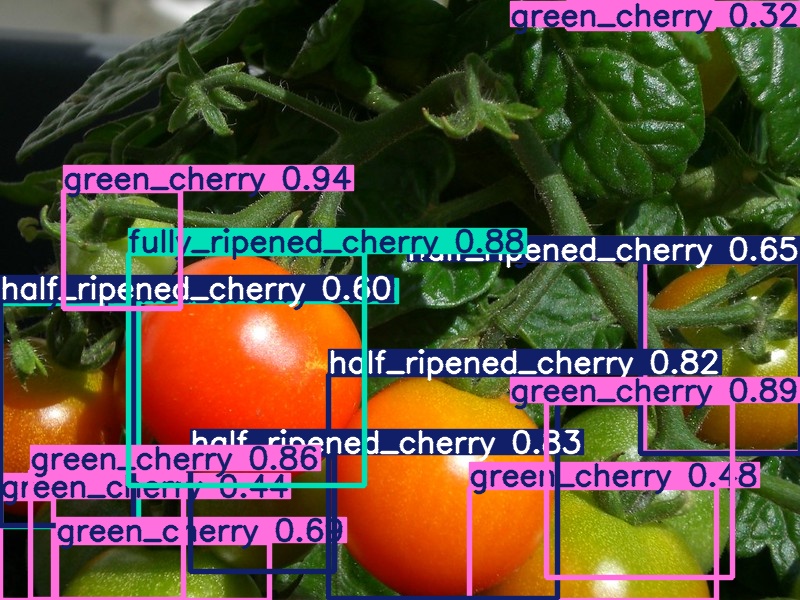 green_cherry 0.32
green_cherry 0.94
fully_ripened_cherry 0.88
half_ripened_cherry 0.65
half_ripened_cherry 0.60
half_ripened_cherry 0.82
green_cherry 0.89
half_ripened_cherry 0.83
green_cherry 0.86
green_cherry 0.48
green_cherry 0.44
green_cherry 0.69